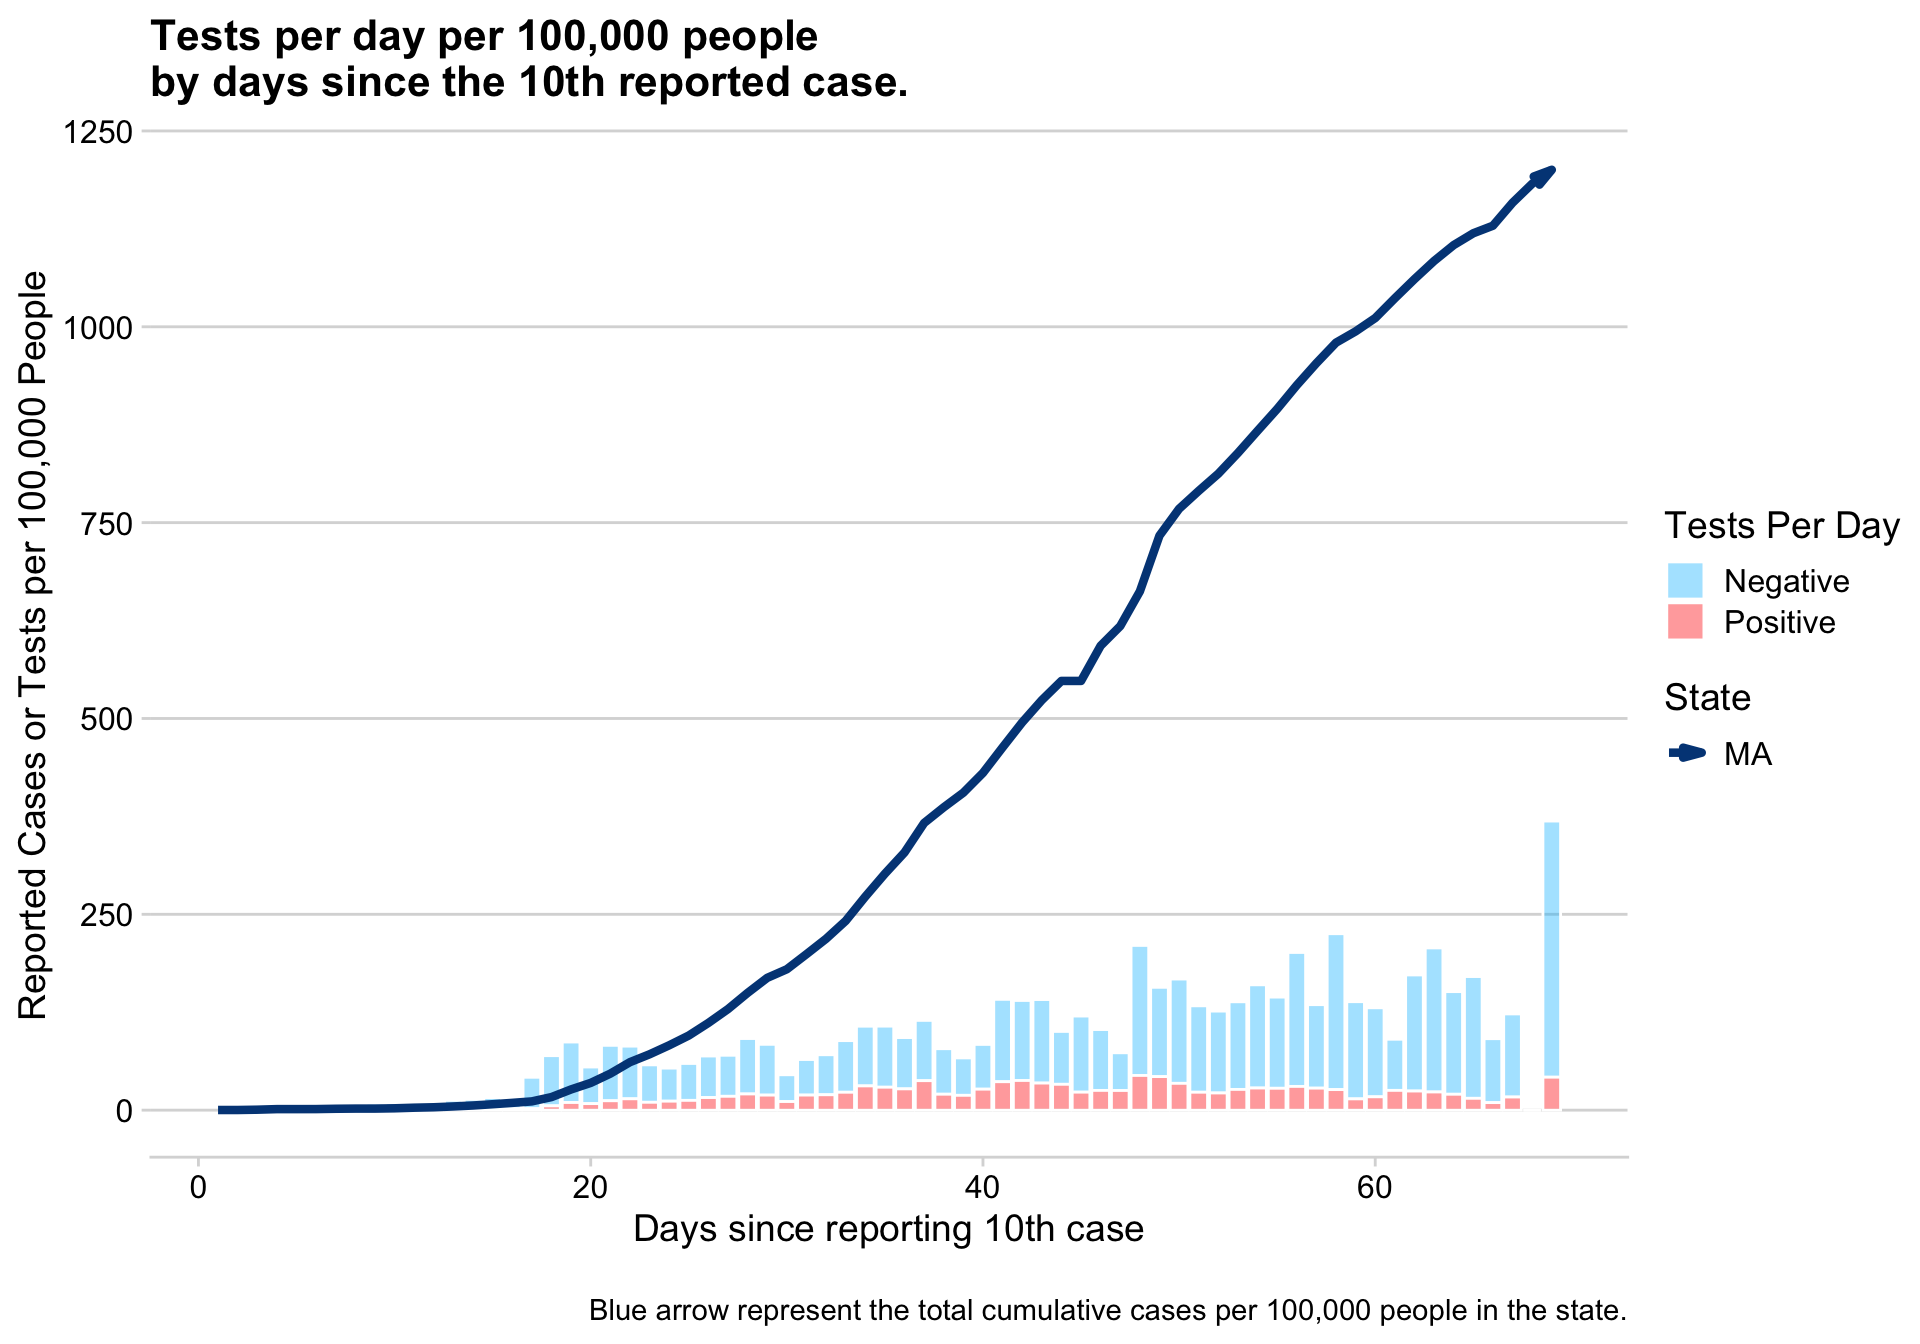 Tests per day per 100,000 people
by days since the 10th reported case.
Reported Cases or Tests per 100,000 People
1250
1000
750
500
250
0
0
20
40
60
Days since reporting 10th case
Tests Per Day
Negative
Positive
State
MA
Blue arrow represent the total cumulative cases per 100,000 people in the state.